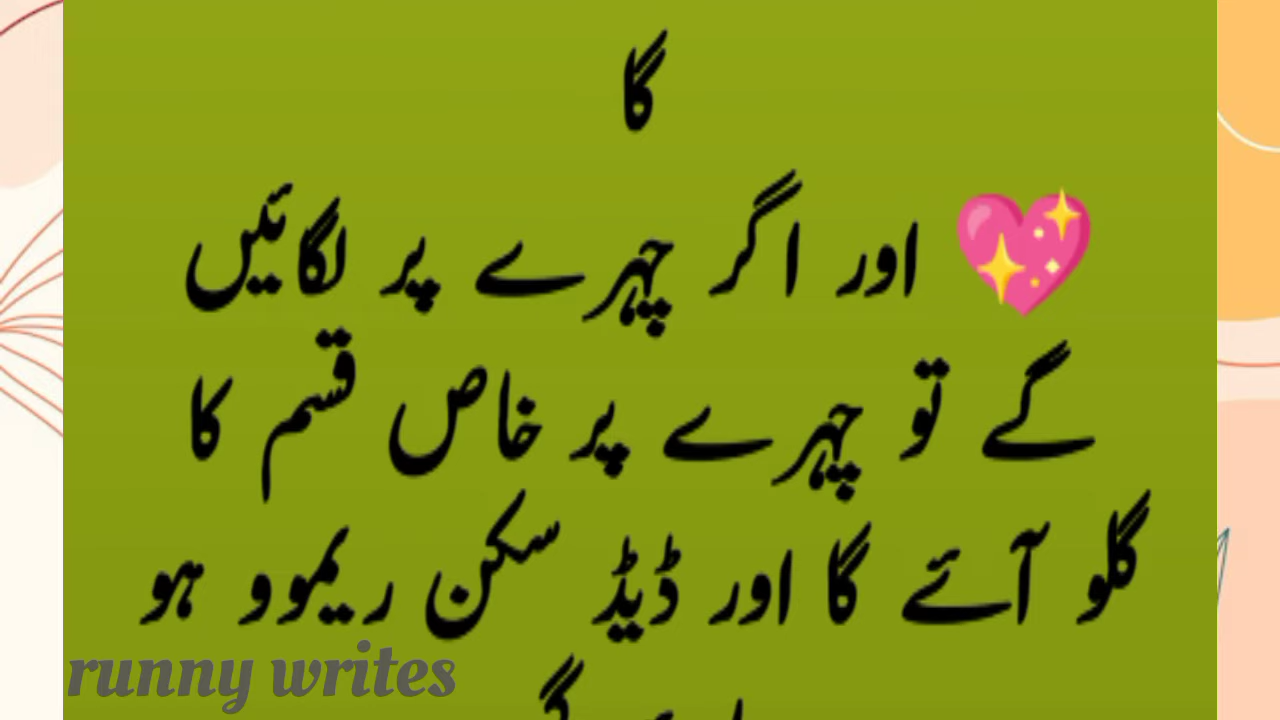 گا
💖 اور اگر چہرے پر لگائیں
گے تو چہرے پر خاص قسم کا
گلو آئے گا اور ڈیڈ سکن ریموو ہو
runny writes